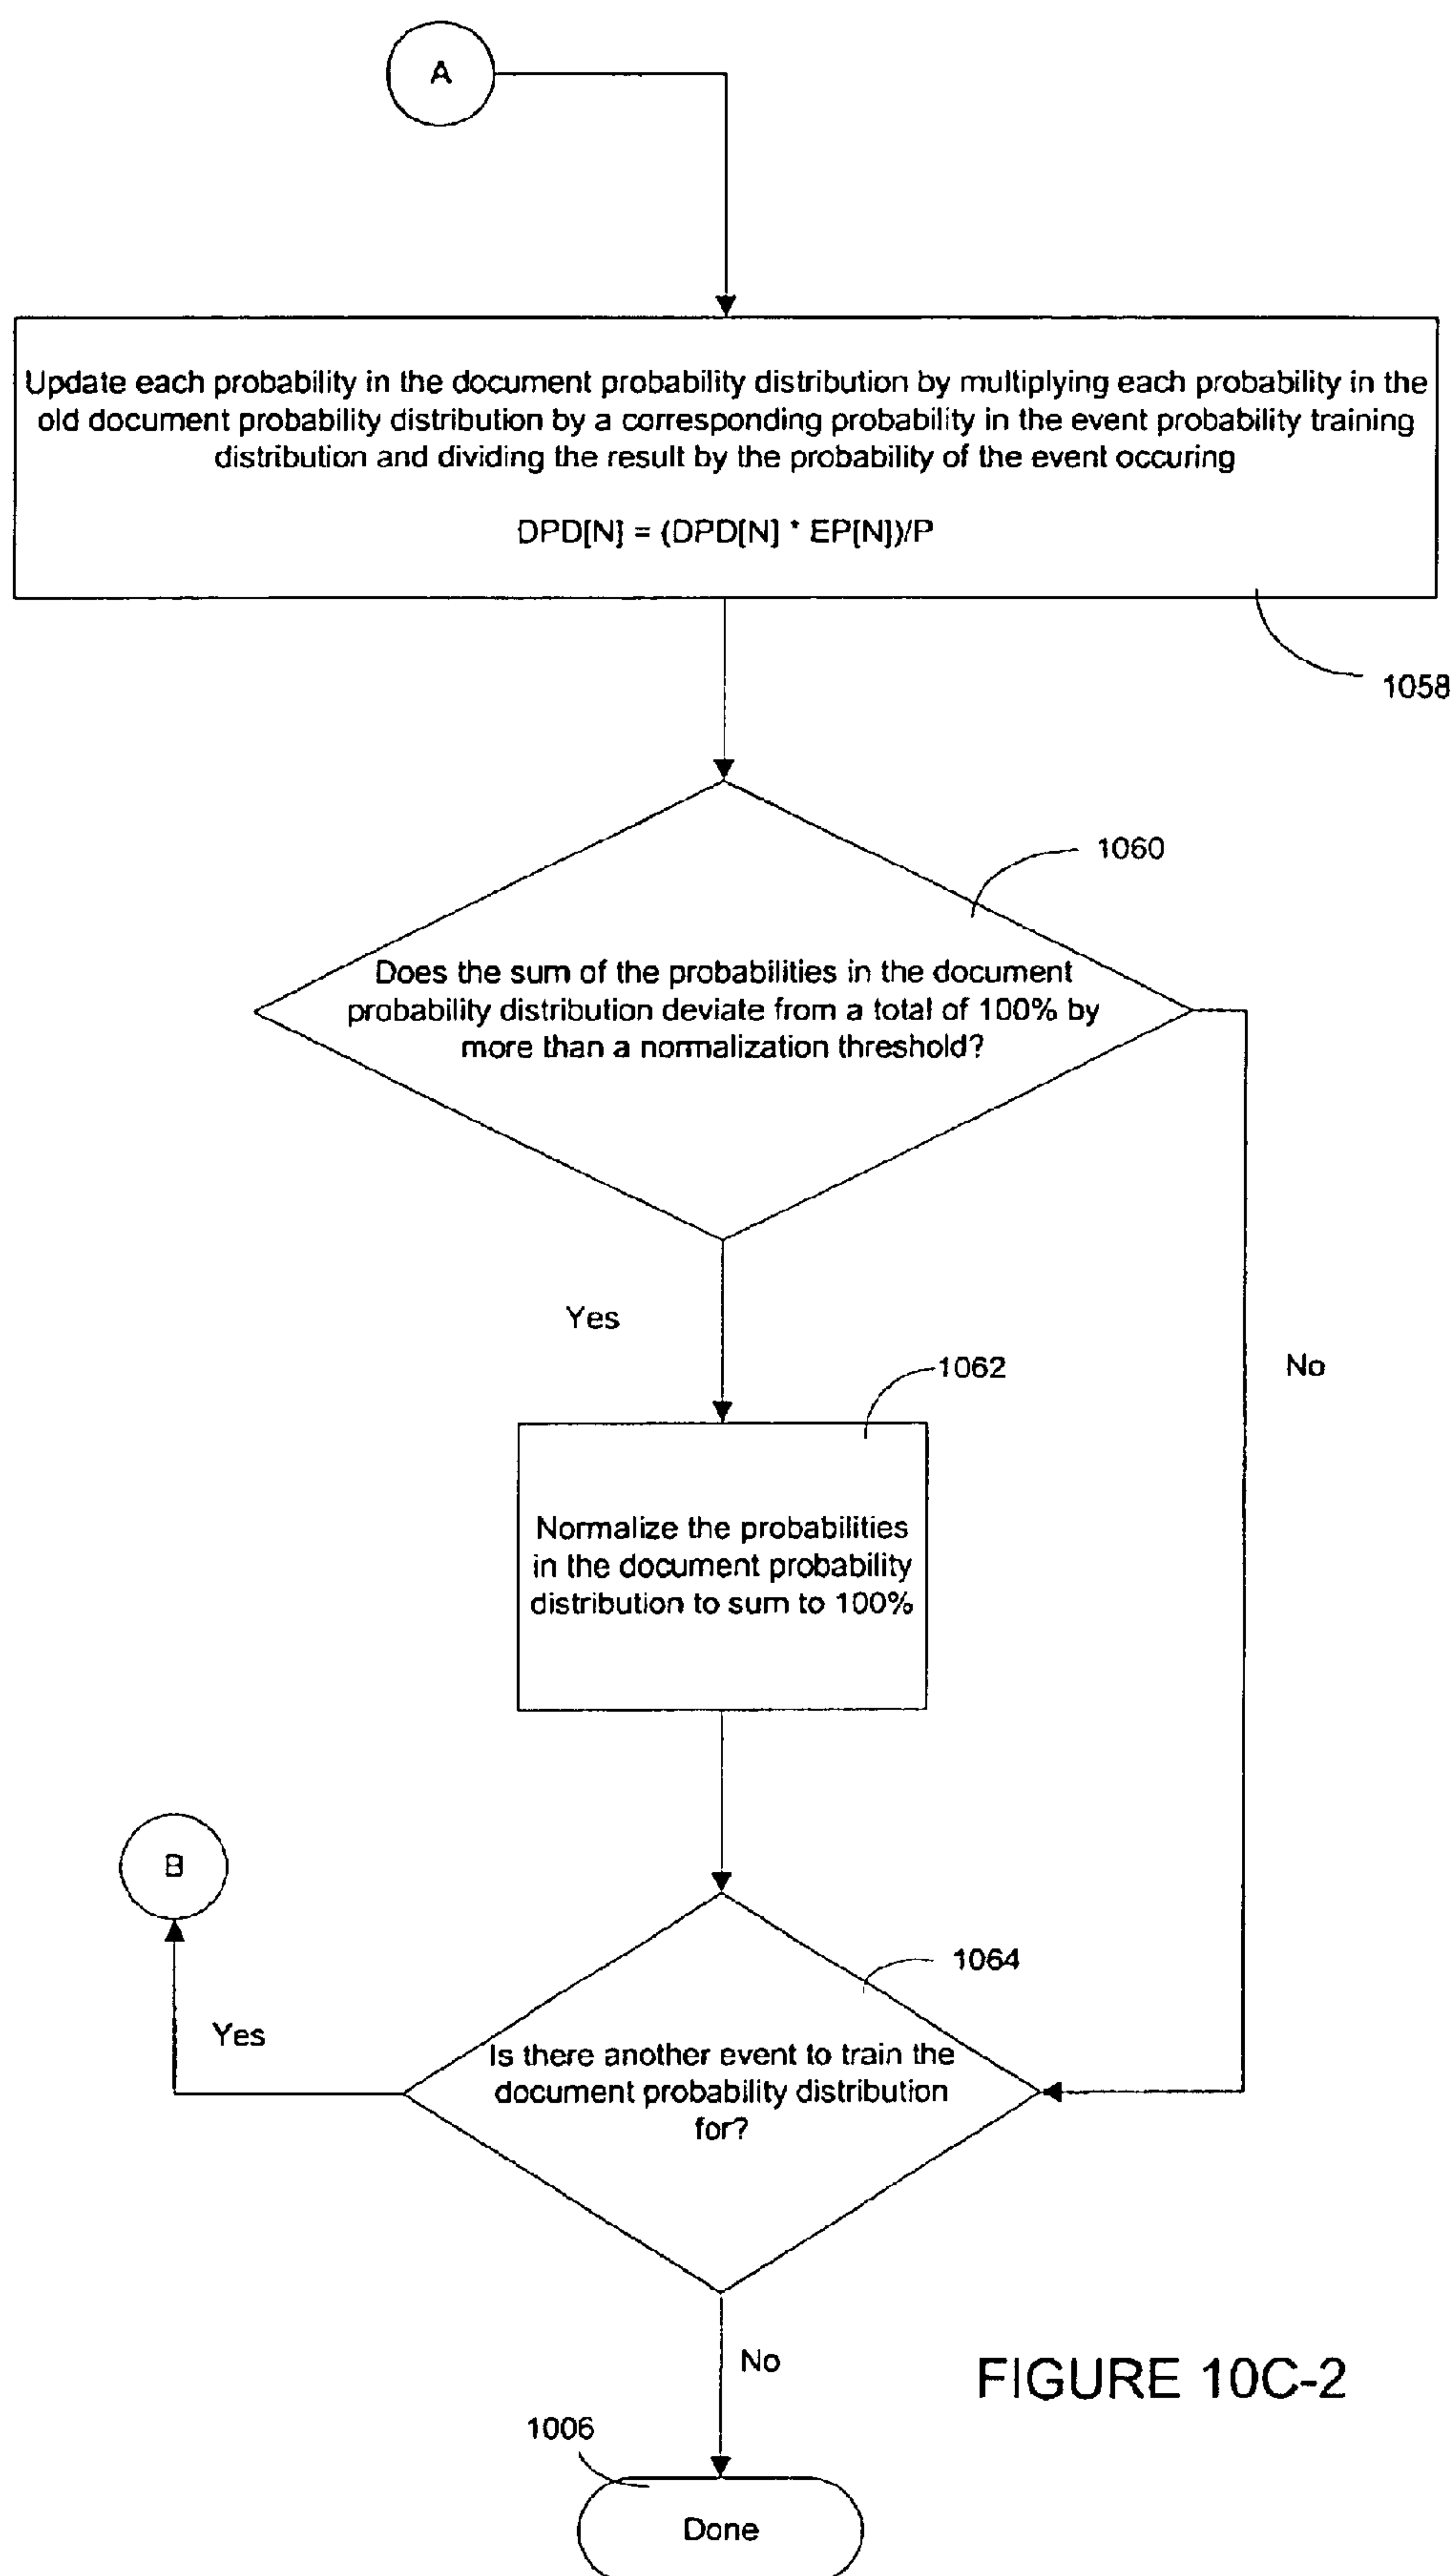 A
Update each probability in the document probability distribution by multiplying each probability in the
old document probability distribution by a corresponding probability in the event probability training
distribution and dividing the result by the probability of the event occuring
DPD[N] = (DPD[N] * EP[N])/P
1058
1060
Does the sum of the probabilities in the document
probability distribution deviate from a total of 100% by
more than a normalization threshold?
Yes
1062
No
Normalize the probabilities
in the document probability
distribution to sum to 100%
B
1064
Yes
Is there another event to train the
document probability distribution
for?
No
FIGURE 10C-2
1006
Done